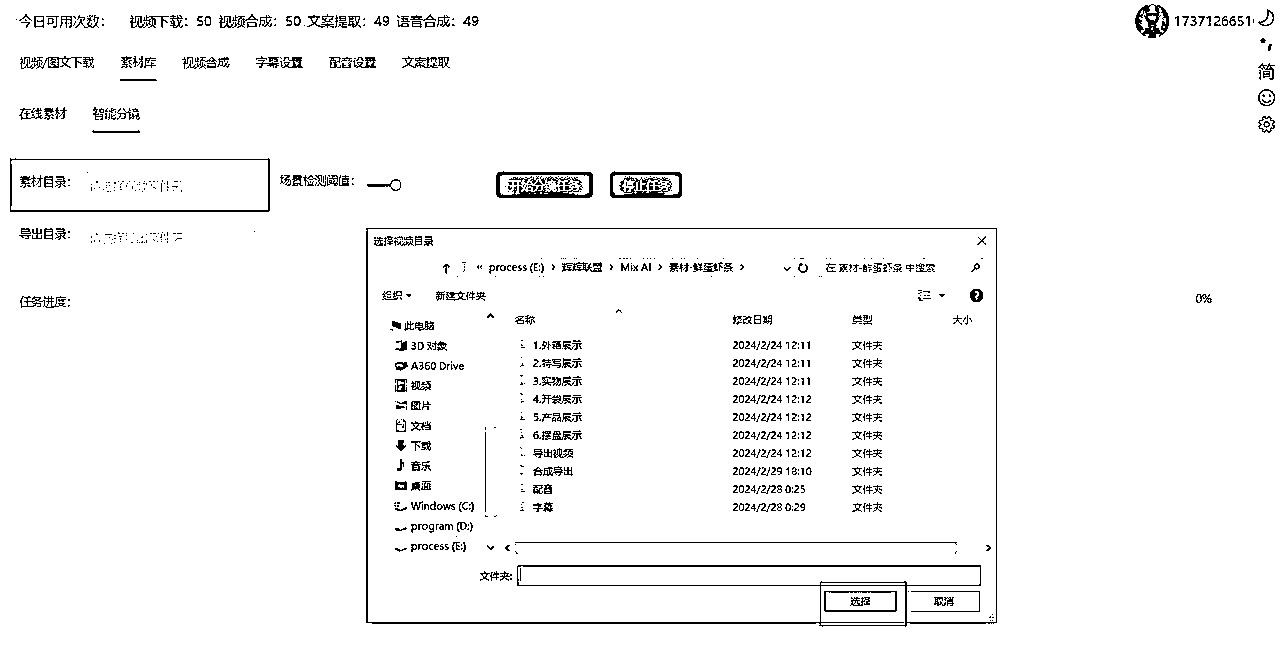 今日可用次数： 视频下载：50 视频合成：50 文案提取：49 语音合成：49
1737126651
视频/图文下载 素材库 视频合成 字幕设置 配音设置 文案提取
简
在线素材 智能分镜
素材目录：
场景检测阈值：
开始分镜任务 停止任务
导出目录：
任务进度：
0%
选择视频目录
« process (E:) › 辉辉联盟 › Mix AI › 素材-鲜蛋虾条 ›
在 素材-鲜蛋虾条 中搜索
组织 新建文件夹
名称 修改日期 类型 大小
此电脑
3D 对象
A360 Drive
视频
图片
文档
下载
音乐
桌面
Windows (C:)
program (D:)
process (E:)
1.外箱展示 2024/2/24 12:11 文件夹
2.特写展示 2024/2/24 12:11 文件夹
3.实物展示 2024/2/24 12:11 文件夹
4.开袋展示 2024/2/24 12:12 文件夹
5.产品展示 2024/2/24 12:12 文件夹
6.摆盘展示 2024/2/24 12:12 文件夹
导出视频 2024/2/24 12:12 文件夹
合成导出 2024/2/29 18:10 文件夹
配音 2024/2/28 0:25 文件夹
字幕 2024/2/28 0:29 文件夹
文件夹:
选择 取消